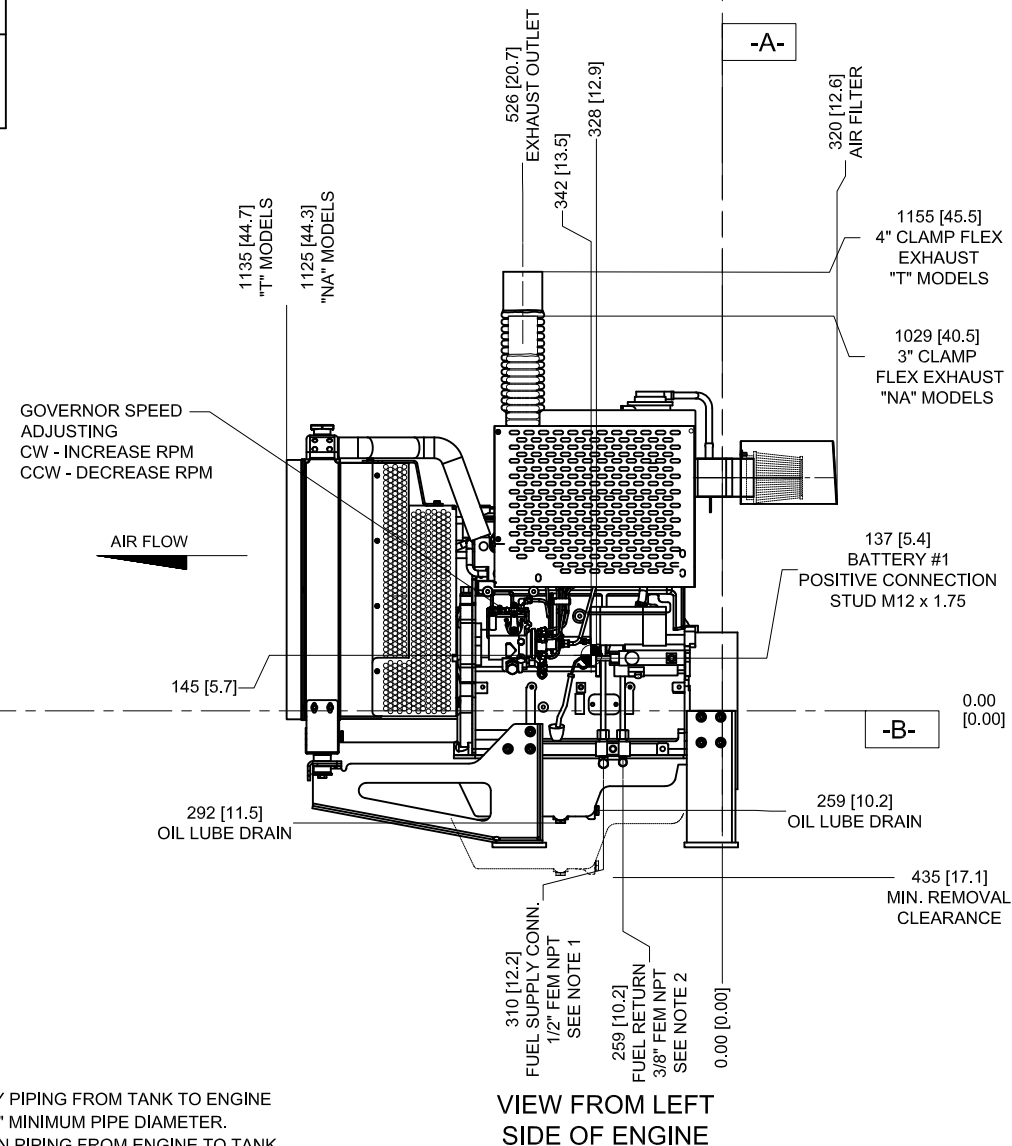 -A-
526 [20.7]
EXHAUST OUTLET
328 [12.9]
342 [13.5]
320 [12.6]
AIR FILTER
1135 [44.7]
"T" MODELS
1125 [44.3]
"NA" MODELS
1155 [45.5]
4" CLAMP FLEX
EXHAUST
"T" MODELS
1029 [40.5]
3" CLAMP
FLEX EXHAUST
"NA" MODELS
GOVERNOR SPEED
ADJUSTING
CW - INCREASE RPM
CCW - DECREASE RPM
AIR FLOW
137 [5.4]
BATTERY #1
POSITIVE CONNECTION
STUD M12 x 1.75
145 [5.7]
0.00
[0.00]
-B-
292 [11.5]
OIL LUBE DRAIN
259 [10.2]
OIL LUBE DRAIN
435 [17.1]
MIN. REMOVAL
CLEARANCE
310 [12.2]
FUEL SUPPLY CONN.
1/2" FEM NPT
SEE NOTE 1
259 [10.2]
FUEL RETURN
3/8" FEM NPT
SEE NOTE 2
0.00 [0.00]
PIPING FROM TANK TO ENGINE
" MINIMUM PIPE DIAMETER.
PIPING FROM ENGINE TO TANK
VIEW FROM LEFT
SIDE OF ENGINE